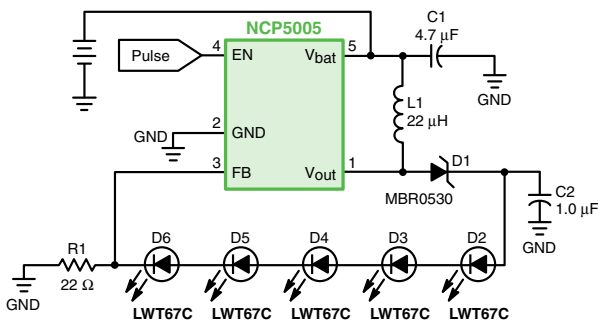 NCP5005
C1
4.7 µF
Pulse
4
EN
Vbat
5
GND
L1
22 µH
GND
2
GND
3
FB
Vout
1
D1
MBR0530
C2
1.0 µF
GND
R1
22 Ω
GND
D6
D5
D4
D3
D2
LWT67C
LWT67C
LWT67C
LWT67C
LWT67C